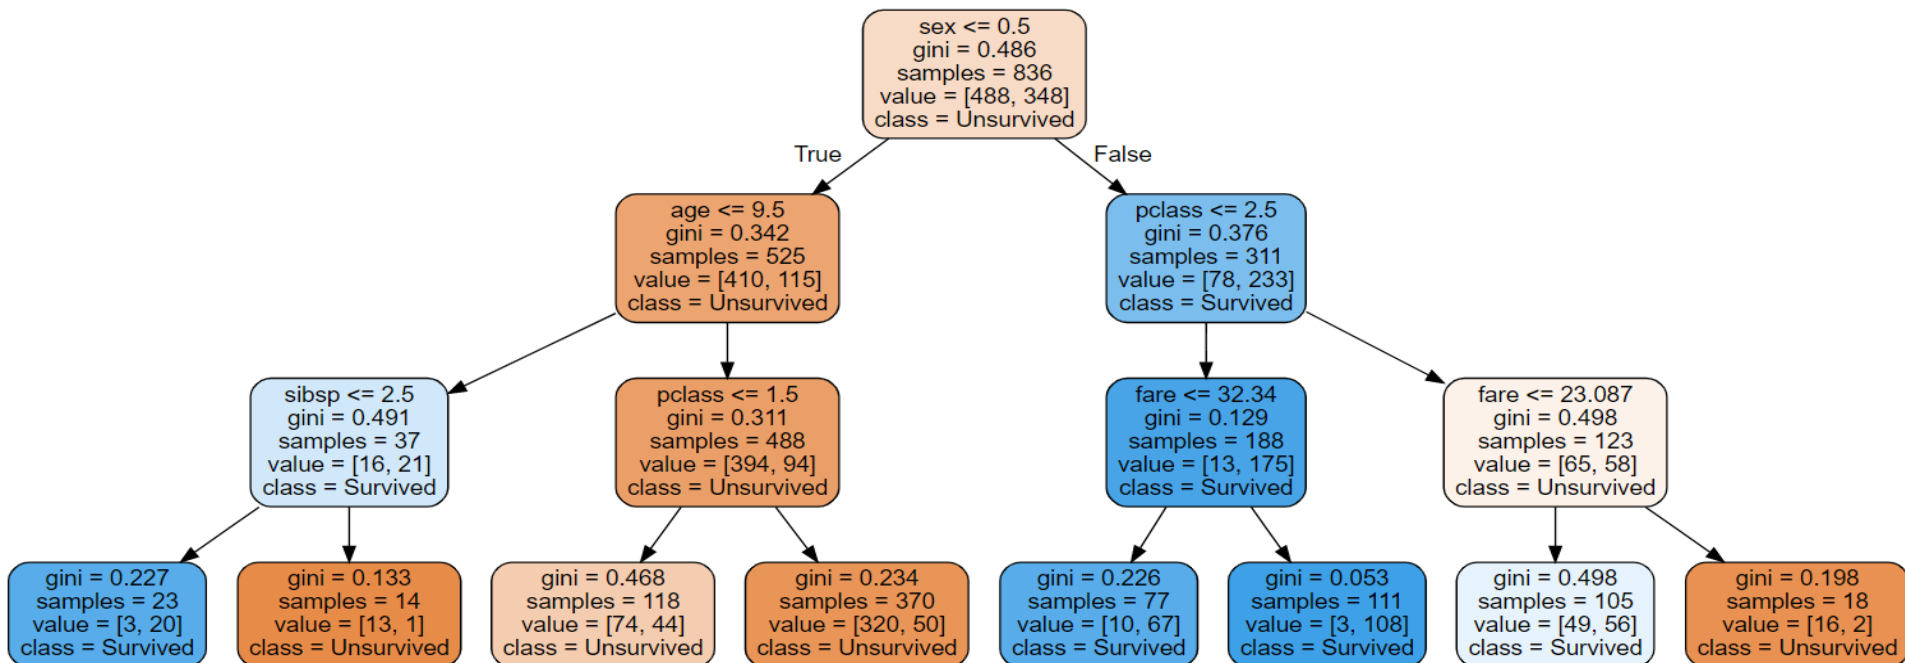 sex <= 0.5
gini = 0.486
samples = 836
value = [488, 348]
class = Unsurvived
True
False
age <= 9.5
gini = 0.342
samples = 525
value = [410, 115]
class = Unsurvived
pclass <= 2.5
gini = 0.376
samples = 311
value = [78, 233]
class = Survived
sibsp <= 2.5
gini = 0.491
samples = 37
value = [16, 21]
class = Survived
pclass <= 1.5
gini = 0.311
samples = 488
value = [394, 94]
class = Unsurvived
fare <= 32.34
gini = 0.129
samples = 188
value = [13, 175]
class = Survived
fare <= 23.087
gini = 0.498
samples = 123
value = [65, 58]
class = Unsurvived
gini = 0.227
samples = 23
value = [3, 20]
class = Survived
gini = 0.133
samples = 14
value = [13, 1]
class = Unsurvived
gini = 0.468
samples = 118
value = [74, 44]
class = Unsurvived
gini = 0.234
samples = 370
value = [320, 50]
class = Unsurvived
gini = 0.226
samples = 77
value = [10, 67]
class = Survived
gini = 0.053
samples = 111
value = [3, 108]
class = Survived
gini = 0.498
samples = 105
value = [49, 56]
class = Survived
gini = 0.198
samples = 18
value = [16, 2]
class = Unsurvived